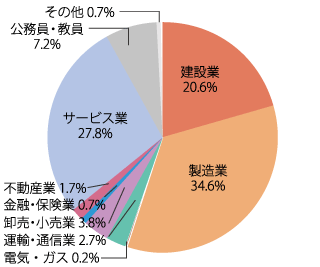 その他 0.7%
公務員・教員
7.2%
建設業
20.6%
サービス業
27.8%
製造業
34.6%
不動産業 1.7%
金融・保険業 0.7%
卸売・小売業 3.8%
運輸・通信業 2.7%
電気・ガス 0.2%